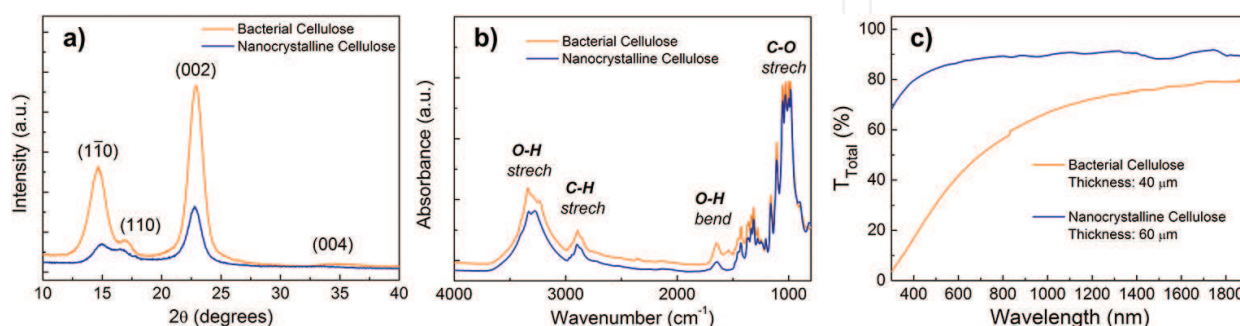 a)
Bacterial Cellulose
Nanocrystalline Cellulose
(002)
(11̅0)
(110)
(004)
Intensity (a.u.)
10 15 20 25 30 35 40
2θ (degrees)
b)
Bacterial Cellulose
Nanocrystalline Cellulose
C-O
strech
O-H
strech
C-H
strech
O-H
bend
Absorbance (a.u.)
4000 3000 2000 1000
Wavenumber (cm⁻¹)
c)
100
80
60
40
20
0
T_Total (%)
Bacterial Cellulose
Thickness: 40 μm
Nanocrystalline Cellulose
Thickness: 60 μm
400 600 800 1000 1200 1400 1600 1800
Wavelength (nm)